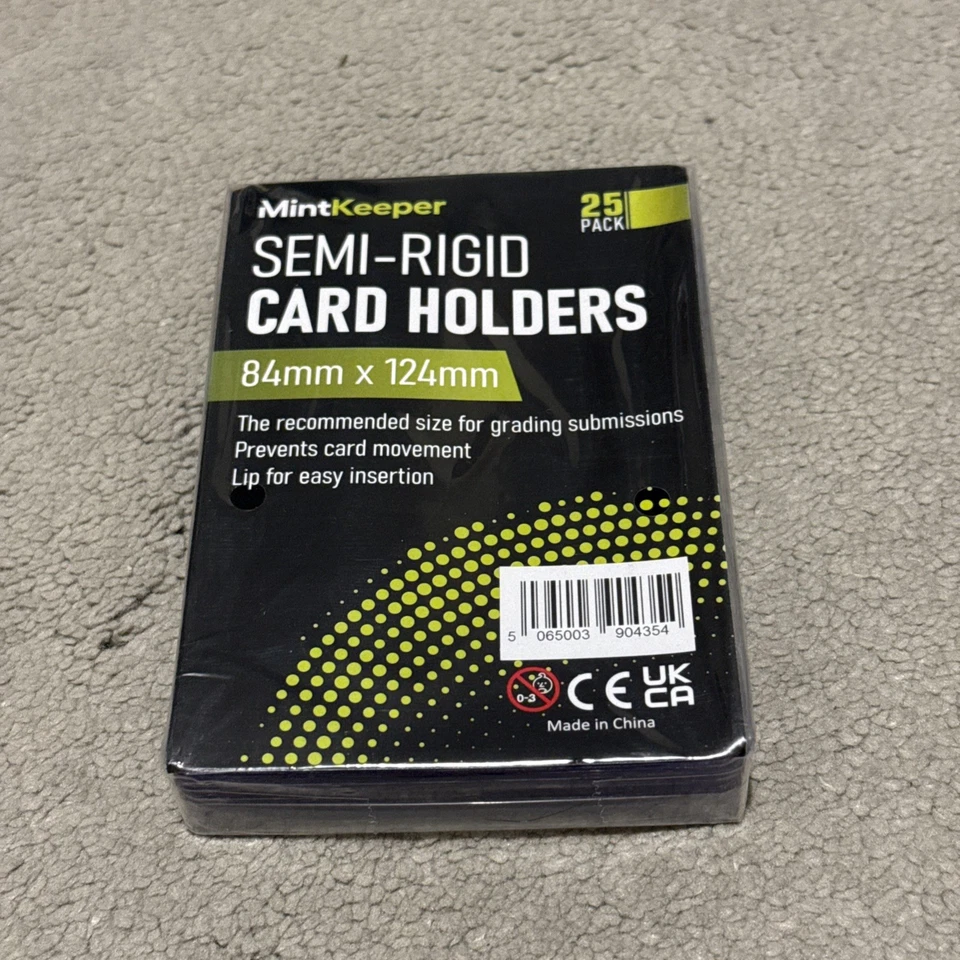 MintKeeper
25
PACK
SEMI-RIGID
CARD HOLDERS
84mm x 124mm
The recommended size for grading submissions
Prevents card movement
Lip for easy insertion
5 065003 904354
0-3
CE UK
CA
Made in China